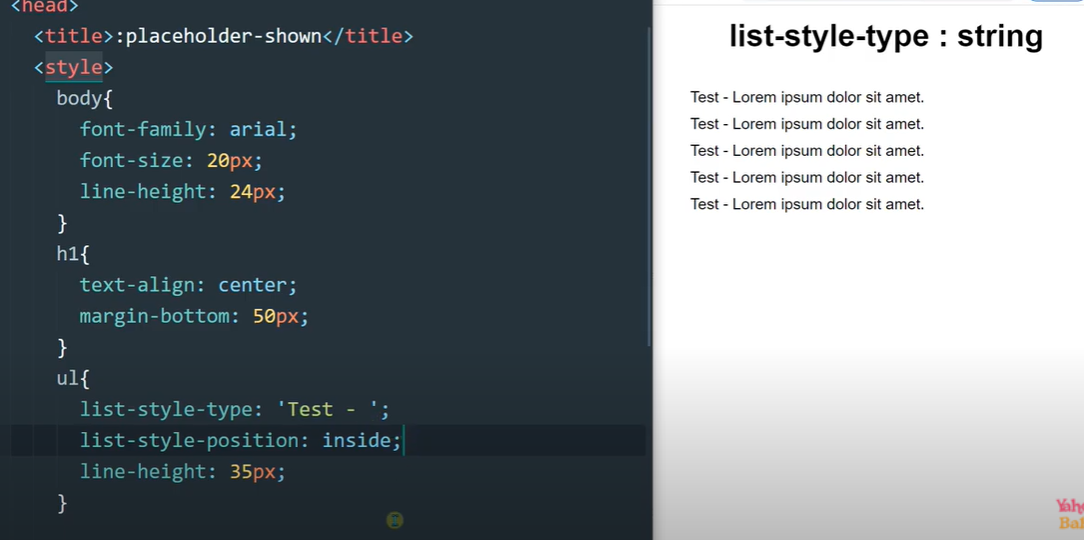 <head>
<title>:placeholder-shown</title>
<style>
body{
font-family: arial;
font-size: 20px;
line-height: 24px;
}
h1{
text-align: center;
margin-bottom: 50px;
}
ul{
list-style-type: 'Test - ';
list-style-position: inside;
line-height: 35px;
}
list-style-type : string
Test - Lorem ipsum dolor sit amet.
Test - Lorem ipsum dolor sit amet.
Test - Lorem ipsum dolor sit amet.
Test - Lorem ipsum dolor sit amet.
Test - Lorem ipsum dolor sit amet.